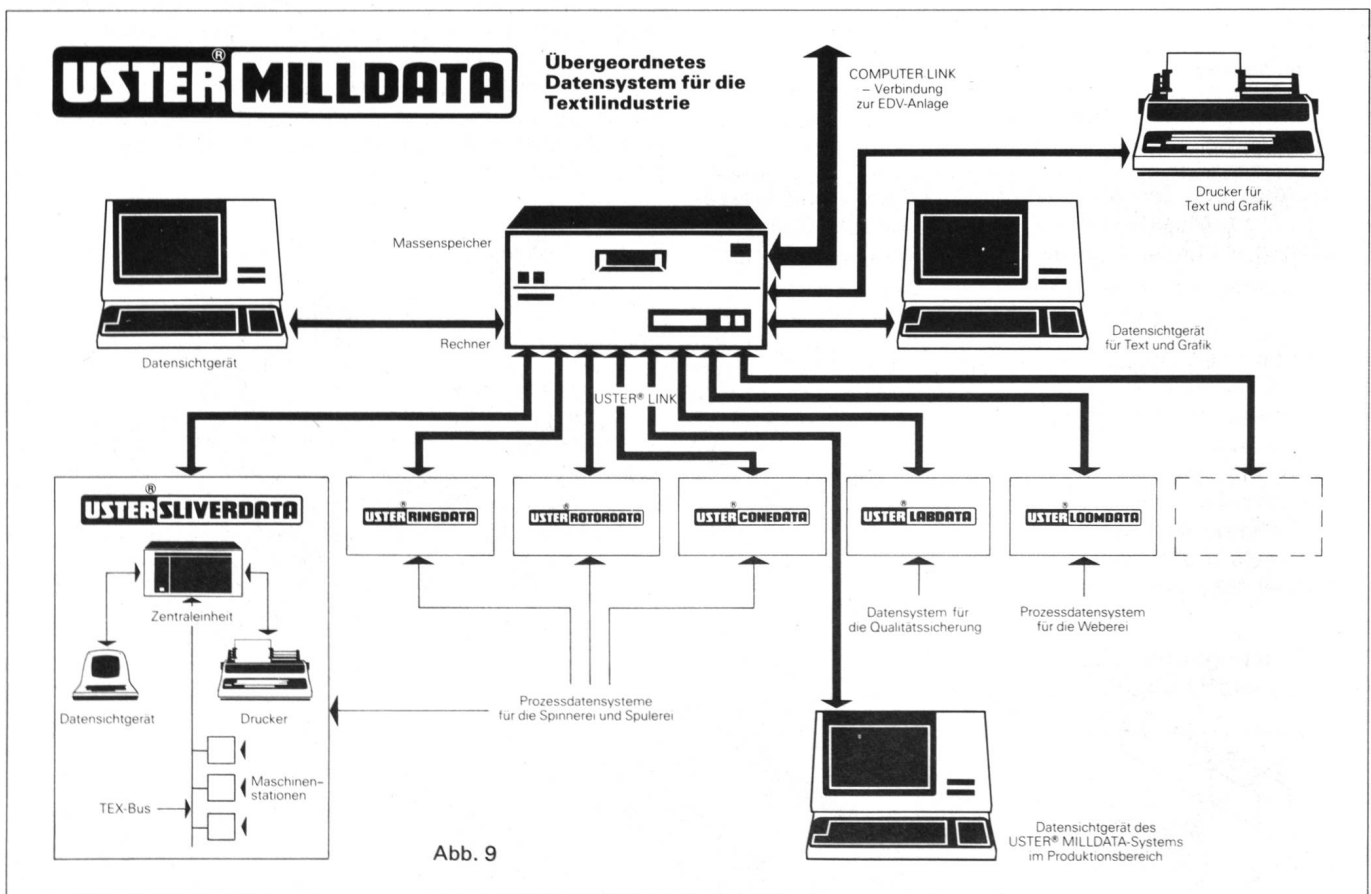 USTER® MILLDATA
Übergeordnetes
Datensystem für die
Textilindustrie
COMPUTER LINK
– Verbindung
zur EDV-Anlage
Drucker für
Text und Grafik
Massenspeicher
Rechner
Datensichtgerät
Datensichtgerät
für Text und Grafik
USTER® LINK
USTER® SLIVERDATA
USTER® RINGDATA
USTER® ROTORDATA
USTER® CONEDATA
USTER® LABDATA
USTER® LOOMDATA
Zentraleinheit
Datensichtgerät
Drucker
Maschinen-
stationen
TEX-Bus
Prozessdatensysteme
für die Spinnerei und Spulerei
Datensystem für
die Qualitätssicherung
Prozessdatensystem
für die Weberei
Datensichtgerät des
USTER® MILLDATA-Systems
im Produktionsbereich
Abb. 9